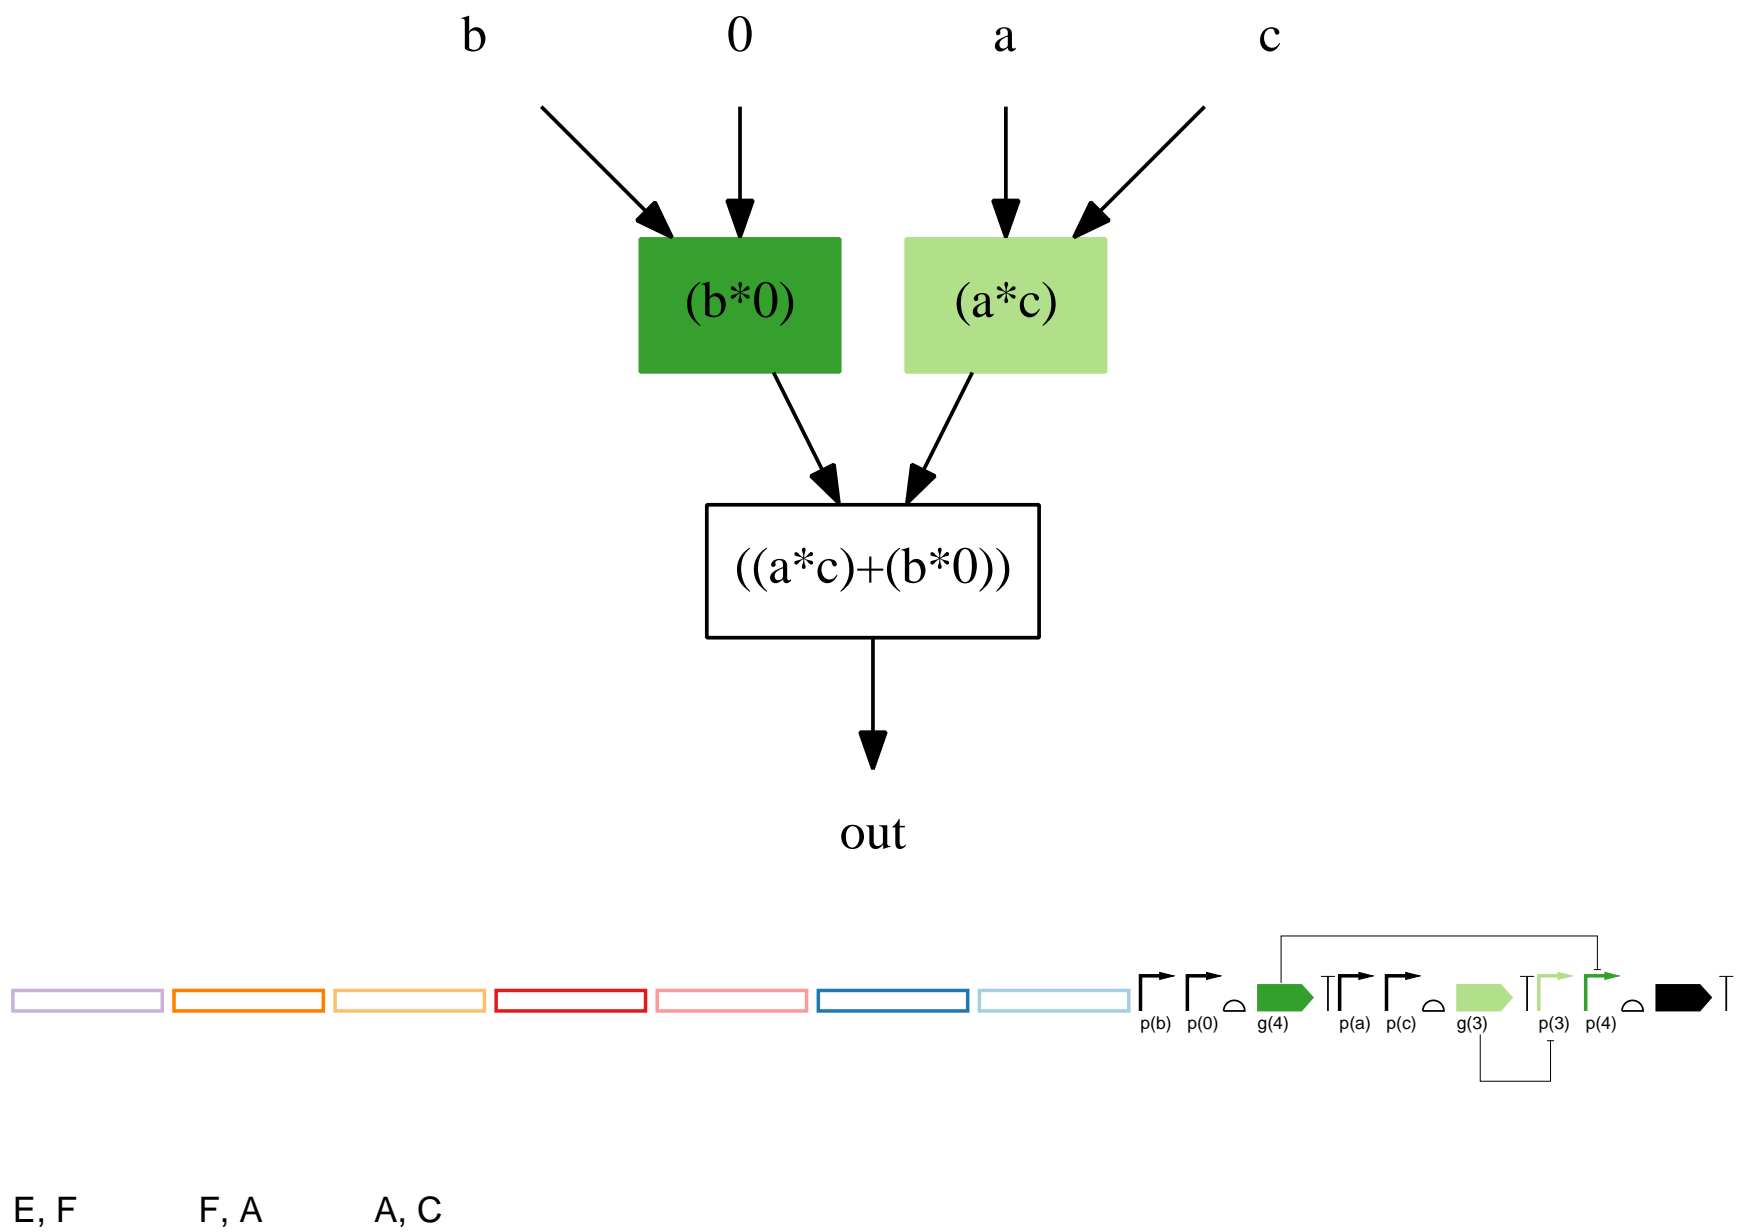 b 0 a c
(b*0) (a*c)
((a*c)+(b*0))
out
p(b) p(0) g(4) p(a) p(c) g(3) p(3) p(4)
E, F F, A A, C